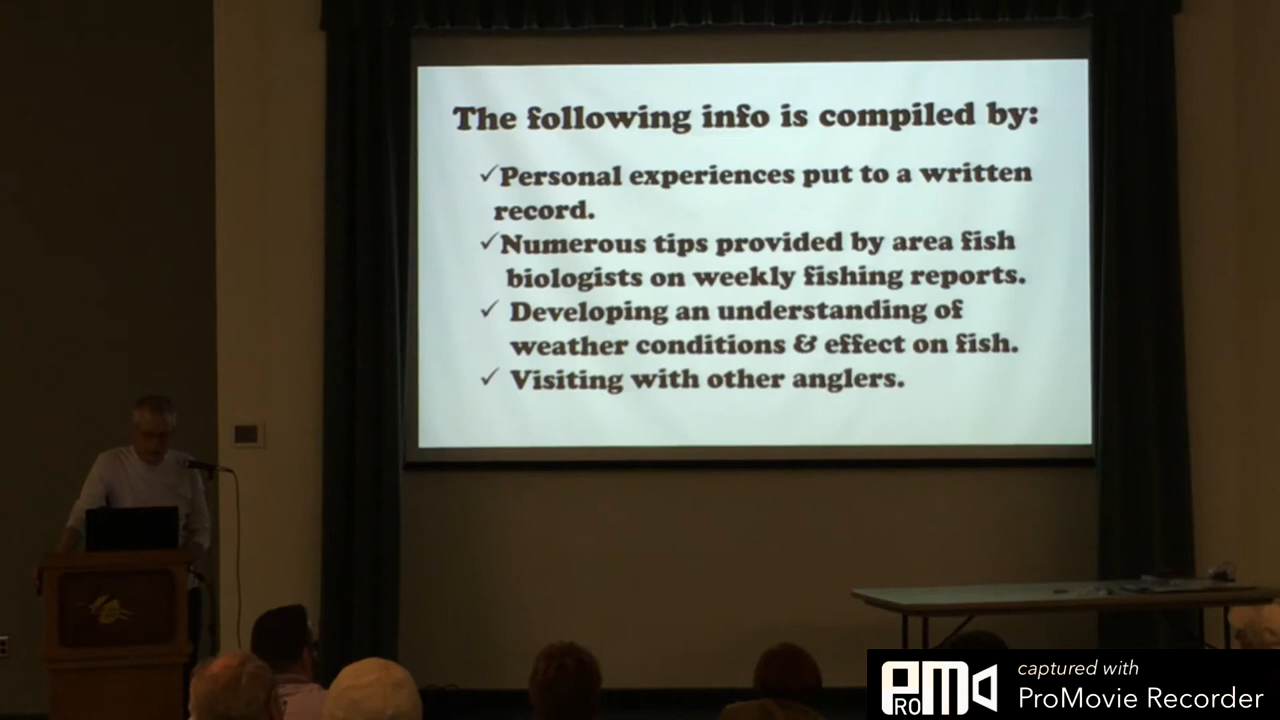 The following info is compiled by:
✓Personal experiences put to a written
record.
✓Numerous tips provided by area fish
biologists on weekly fishing reports.
✓ Developing an understanding of
weather conditions & effect on fish.
✓ Visiting with other anglers.
PROM
captured with
ProMovie Recorder